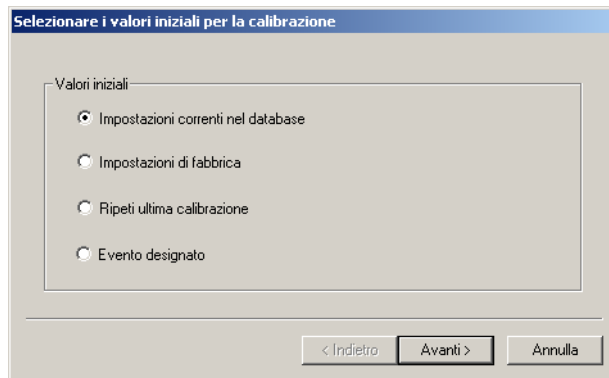 Selezionare i valori iniziali per la calibrazione
Valori iniziali
Impostazioni correnti nel database
Impostazioni di fabbrica
Ripeti ultima calibrazione
Evento designato
< Indietro Avanti > Annulla